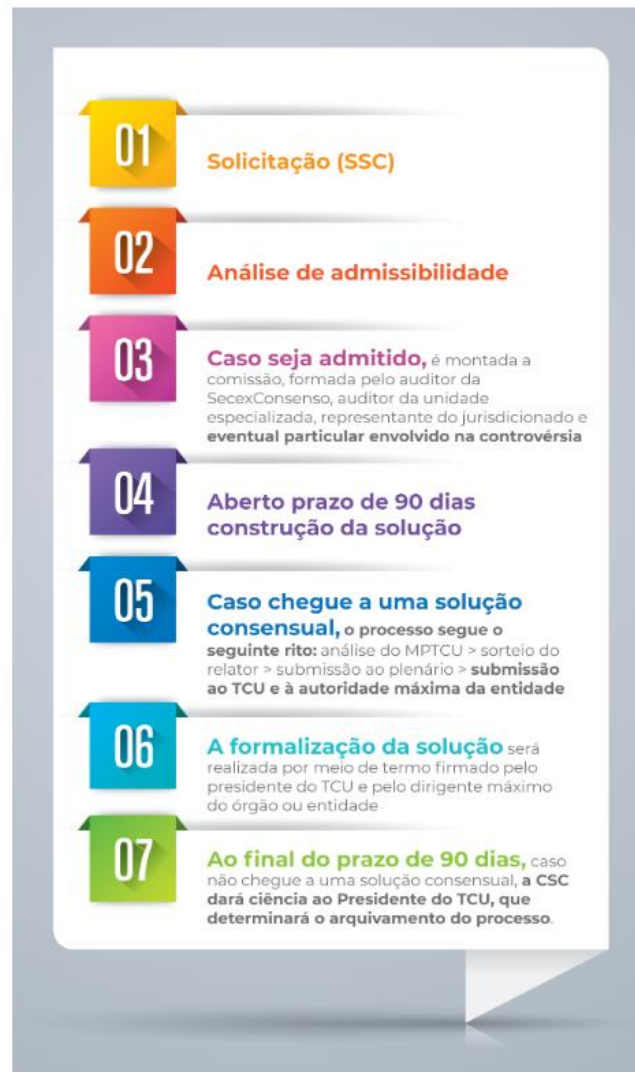 01
Solicitação (SSC)
02
Análise de admissibilidade
03
Caso seja admitido, é montada a
comissão, formada pelo auditor da
SecexConsenso, auditor da unidade
especializada, representante do jurisdicionado e
eventual particular envolvido na controvérsia
04
Aberto prazo de 90 dias
construção da solução
05
Caso chegue a uma solução
consensual, o processo segue o
seguinte rito: análise do MPTCU > sorteio do
relator > submissão ao plenário > submissão
ao TCU e à autoridade máxima da entidade
06
A formalização da solução será
realizada por meio de termo firmado pelo
presidente do TCU e pelo dirigente máximo
do órgão ou entidade
07
Ao final do prazo de 90 dias, caso
não chegue a uma solução consensual, a CSC
dará ciência ao Presidente do TCU, que
determinará o arquivamento do processo.